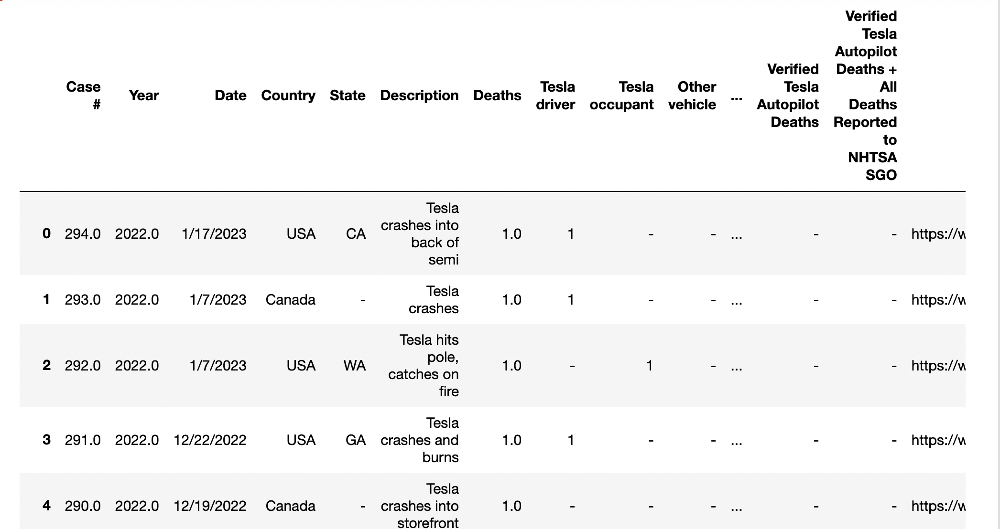 Case # Year Date Country State Description Deaths Tesla driver Tesla occupant Other vehicle ... Verified Tesla Autopilot Deaths Verified Tesla Autopilot Deaths + All Deaths Reported to NHTSA SGO
0 294.0 2022.0 1/17/2023 USA CA Tesla crashes into back of semi 1.0 1 - - ... - - https://w
1 293.0 2022.0 1/7/2023 Canada - Tesla crashes 1.0 1 - - ... - - https://w
2 292.0 2022.0 1/7/2023 USA WA Tesla hits pole, catches on fire 1.0 - 1 - ... - - https://w
3 291.0 2022.0 12/22/2022 USA GA Tesla crashes and burns 1.0 1 - - ... - - https://w
4 290.0 2022.0 12/19/2022 Canada - Tesla crashes into storefront 1.0 - - - ... - - https://w